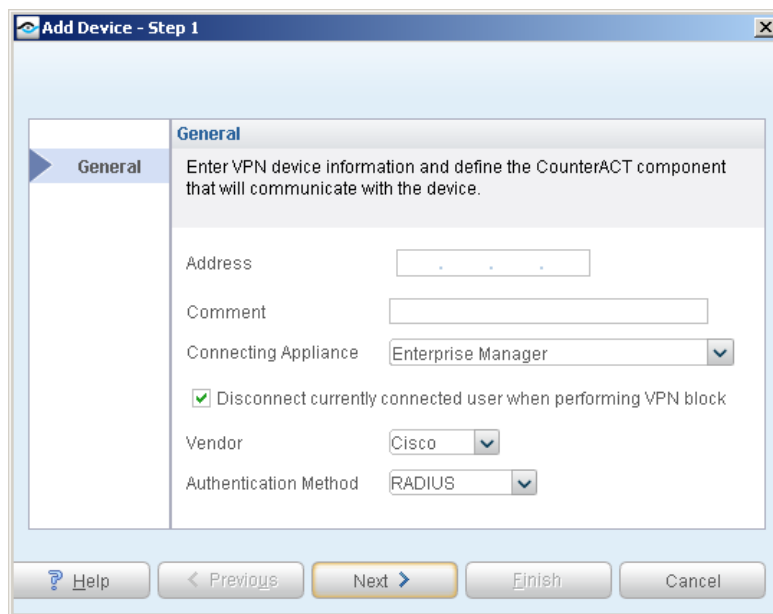 Add Device - Step 1
General
General
Enter VPN device information and define the CounterACT component
that will communicate with the device.
Address
Comment
Connecting Appliance Enterprise Manager
Disconnect currently connected user when performing VPN block
Vendor Cisco
Authentication Method RADIUS
Help Previous Next Finish Cancel